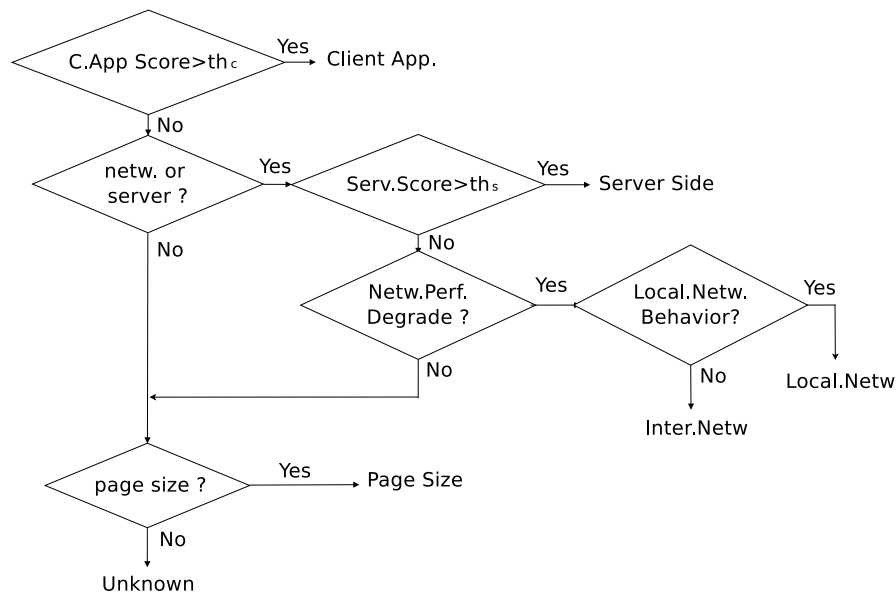 C.App Score>thc
Yes
Client App.
No
netw. or
server ?
Yes
Serv.Score>ths
Yes
Server Side
No
No
Netw.Perf.
Degrade ?
Yes
Local.Netw.
Behavior?
Yes
No
No
Local.Netw
Inter.Netw
page size ?
Yes
Page Size
No
Unknown